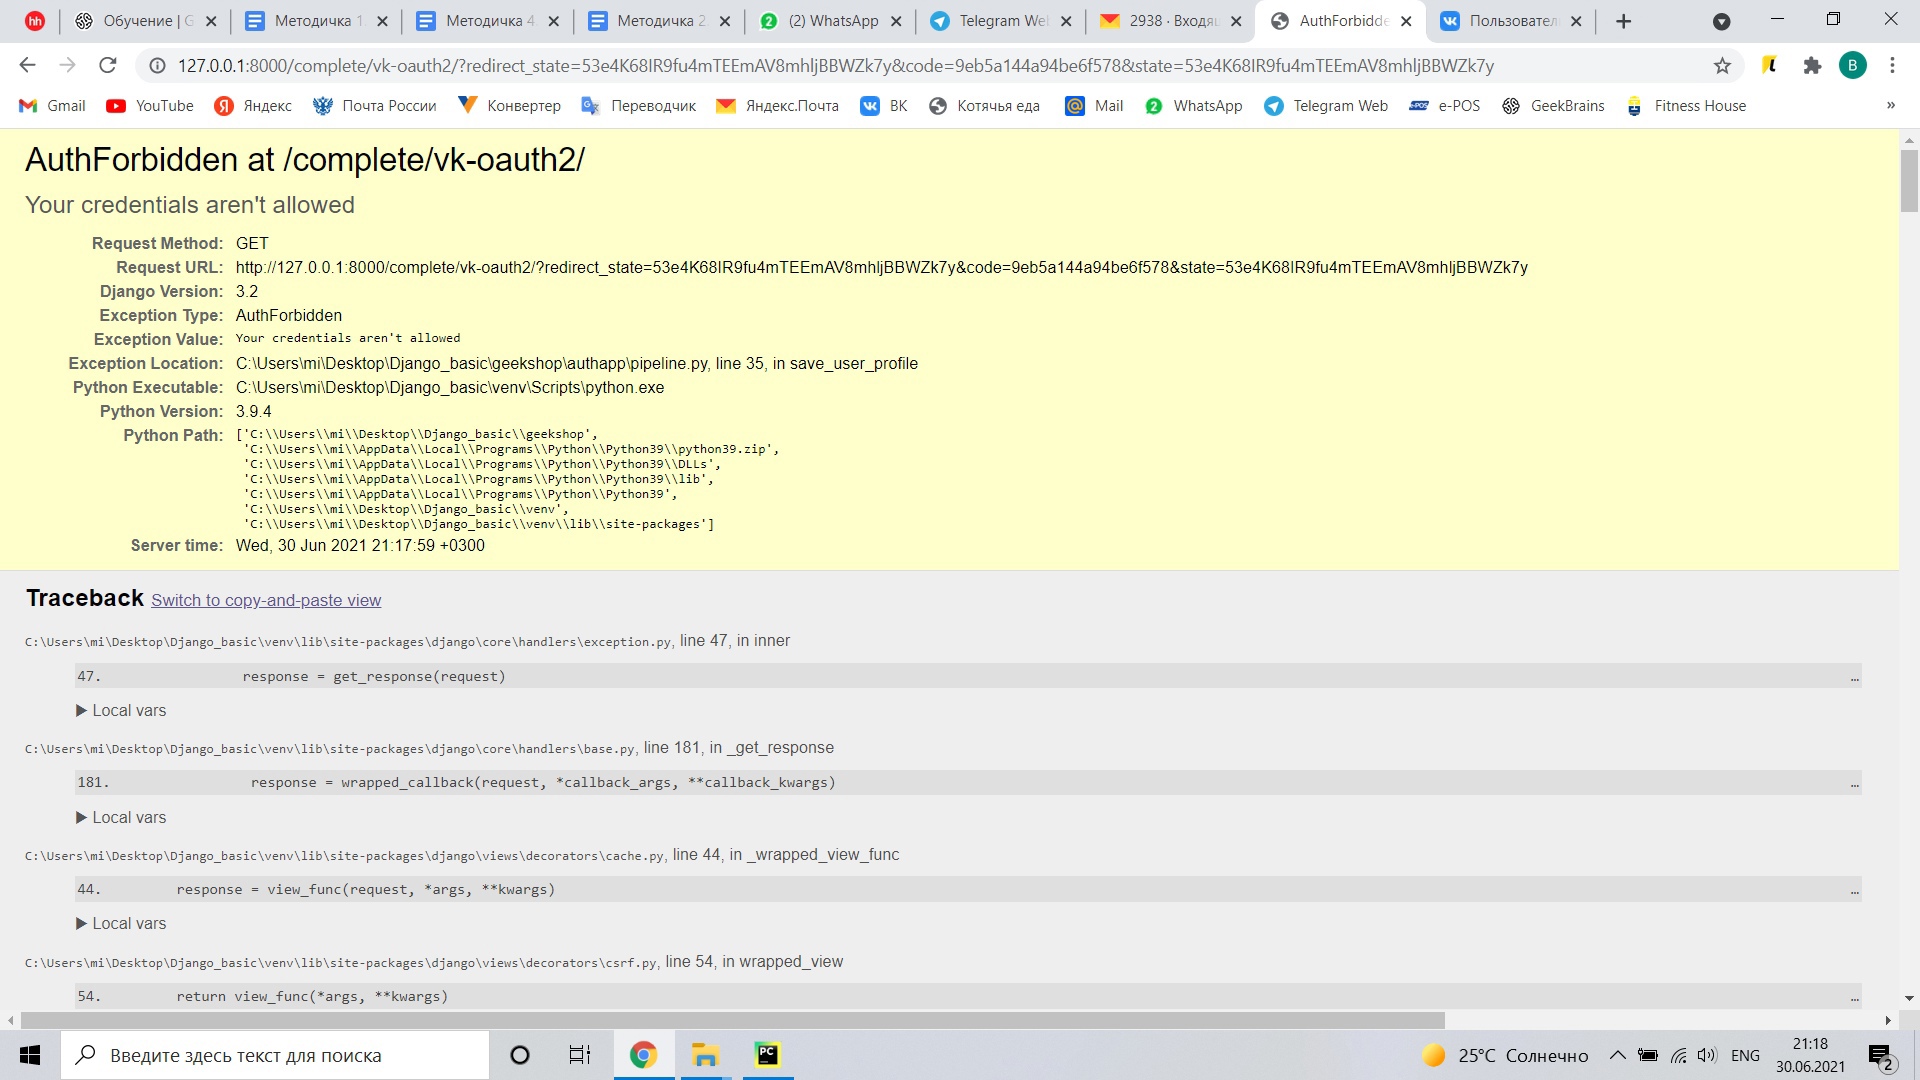 Обучение | G
Методичка 1.
Методичка 4.
Методичка 2.
(2) WhatsApp
Telegram We
2938 · Входящ
AuthForbidde
Пользовател
127.0.0.1:8000/complete/vk-oauth2/?redirect_state=53e4K68IR9fu4mTEEmAV8mhIjBBWZk7y&code=9eb5a144a94be6f578&state=53e4K68IR9fu4mTEEmAV8mhIjBBWZk7y
B
Gmail
YouTube
Яндекс
Почта России
Конвертер
Переводчик
Яндекс.Почта
ВК
Котячья еда
Mail
WhatsApp
Telegram Web
e-POS
GeekBrains
Fitness House
»
AuthForbidden at /complete/vk-oauth2/
Your credentials aren't allowed
Request Method: GET
Request URL: http://127.0.0.1:8000/complete/vk-oauth2/?redirect_state=53e4K68IR9fu4mTEEmAV8mhIjBBWZk7y&code=9eb5a144a94be6f578&state=53e4K68IR9fu4mTEEmAV8mhIjBBWZk7y
Django Version: 3.2
Exception Type: AuthForbidden
Exception Value: Your credentials aren't allowed
Exception Location: C:\Users\mi\Desktop\Django_basic\geekshop\authapp\pipeline.py, line 35, in save_user_profile
Python Executable: C:\Users\mi\Desktop\Django_basic\venv\Scripts\python.exe
Python Version: 3.9.4
Python Path: ['C:\\Users\\mi\\Desktop\\Django_basic\\geekshop',
'C:\\Users\\mi\\AppData\\Local\\Programs\\Python\\Python39\\python39.zip',
'C:\\Users\\mi\\AppData\\Local\\Programs\\Python\\Python39\\DLLs',
'C:\\Users\\mi\\AppData\\Local\\Programs\\Python\\Python39\\lib',
'C:\\Users\\mi\\AppData\\Local\\Programs\\Python\\Python39',
'C:\\Users\\mi\\Desktop\\Django_basic\\venv',
'C:\\Users\\mi\\Desktop\\Django_basic\\venv\\lib\\site-packages']
Server time: Wed, 30 Jun 2021 21:17:59 +0300
Traceback Switch to copy-and-paste view
C:\Users\mi\Desktop\Django_basic\venv\lib\site-packages\django\core\handlers\exception.py, line 47, in inner
47. response = get_response(request) …
▶ Local vars
C:\Users\mi\Desktop\Django_basic\venv\lib\site-packages\django\core\handlers\base.py, line 181, in _get_response
181. response = wrapped_callback(request, *callback_args, **callback_kwargs) …
▶ Local vars
C:\Users\mi\Desktop\Django_basic\venv\lib\site-packages\django\views\decorators\cache.py, line 44, in _wrapped_view_func
44. response = view_func(request, *args, **kwargs) …
▶ Local vars
C:\Users\mi\Desktop\Django_basic\venv\lib\site-packages\django\views\decorators\csrf.py, line 54, in wrapped_view
54. return view_func(*args, **kwargs) …
Введите здесь текст для поиска
25°C Солнечно
ENG
21:18
30.06.2021
2